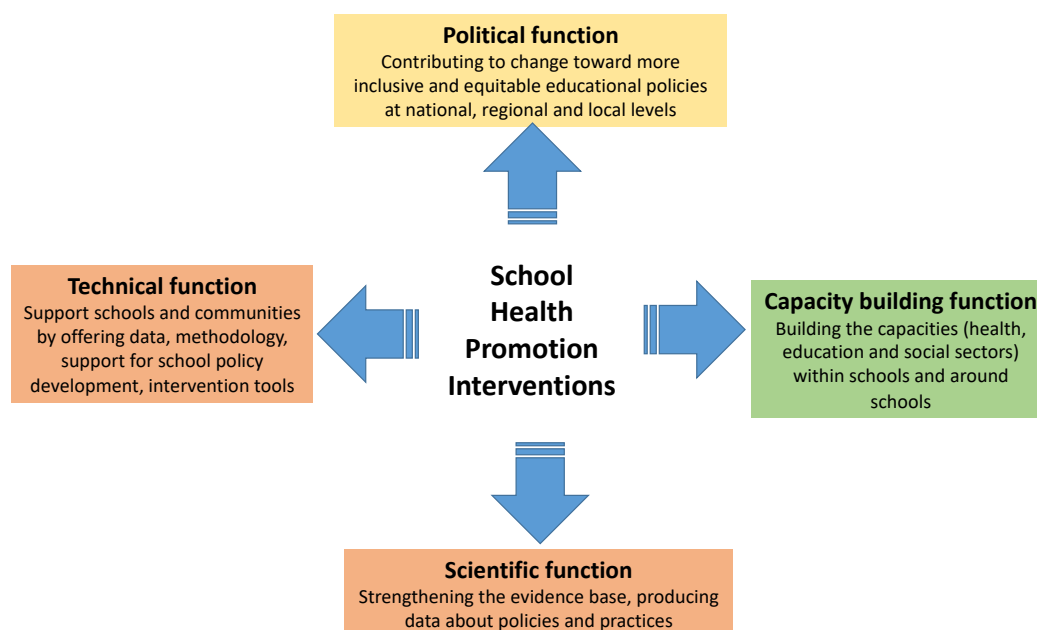 Political function
Contributing to change toward more
inclusive and equitable educational policies
at national, regional and local levels
Technical function
Support schools and communities
by offering data, methodology,
support for school policy
development, intervention tools
School
Health
Promotion
Interventions
Capacity building function
Building the capacities (health,
education and social sectors)
within schools and around
schools
Scientific function
Strengthening the evidence base, producing
data about policies and practices